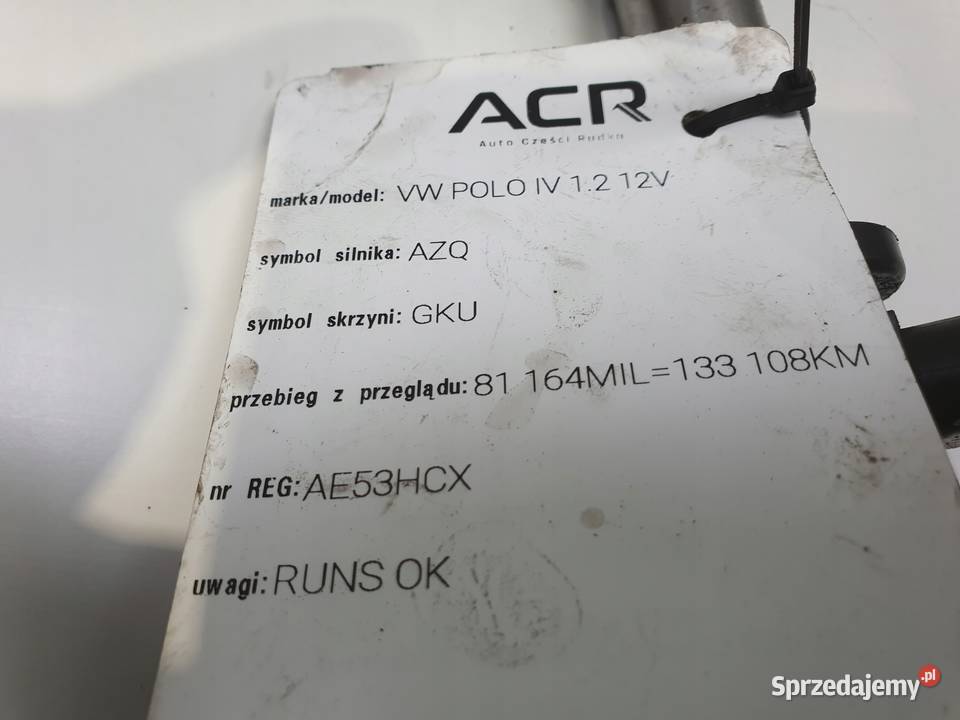 ACR
Auto Części Rudka
marka/model: VW POLO IV 1.2 12V
symbol silnika: AZQ
symbol skrzyni: GKU
przebieg z przeglądu: 81 164MIL=133 108KM
nr REG: AE53HCX
uwagi: RUNS OK
Sprzedajemy.pl